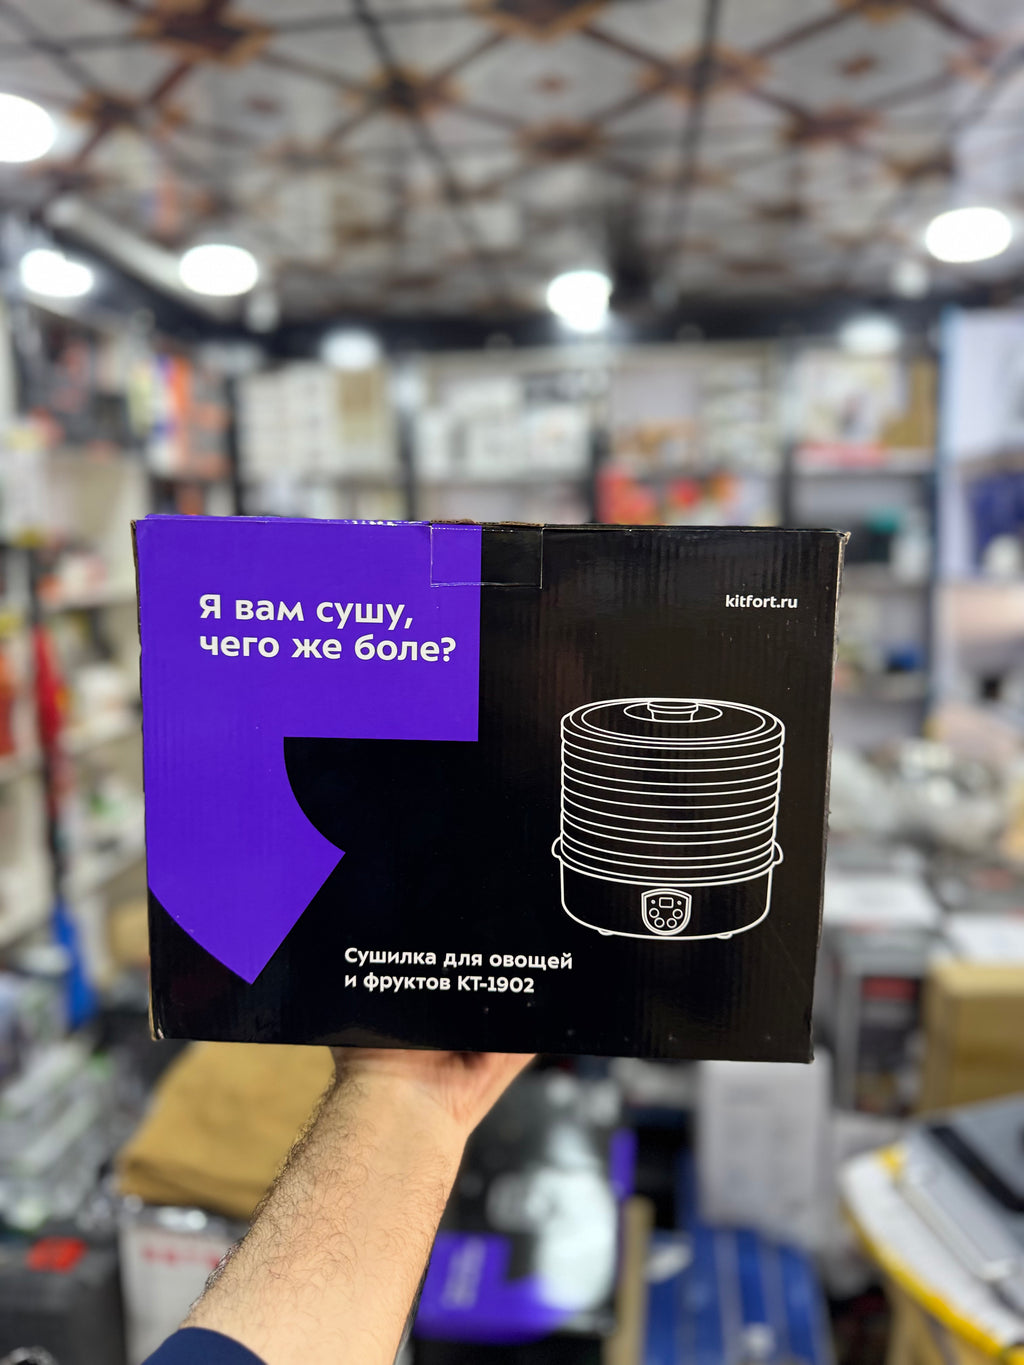 Я вам сушу,
чего же боле?
kitfort.ru
Сушилка для овощей
и фруктов КТ-1902